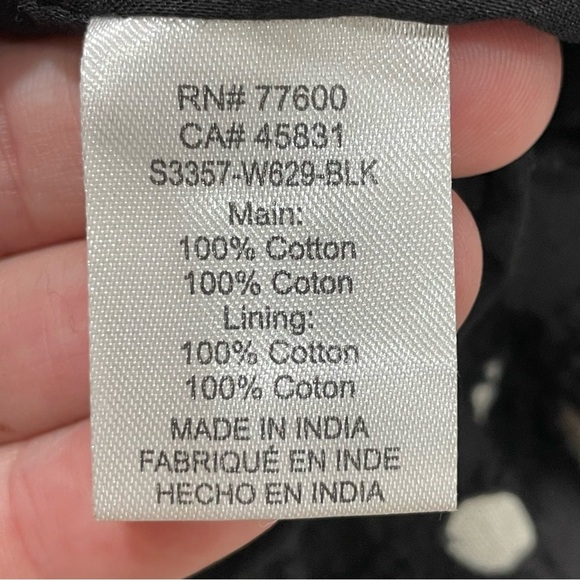 RN# 77600
CA# 45831
S3357-W629-BLK
Main:
100% Cotton
100% Coton
Lining:
100% Cotton
100% Coton
MADE IN INDIA
FABRIQUÉ EN INDE
HECHO EN INDIA